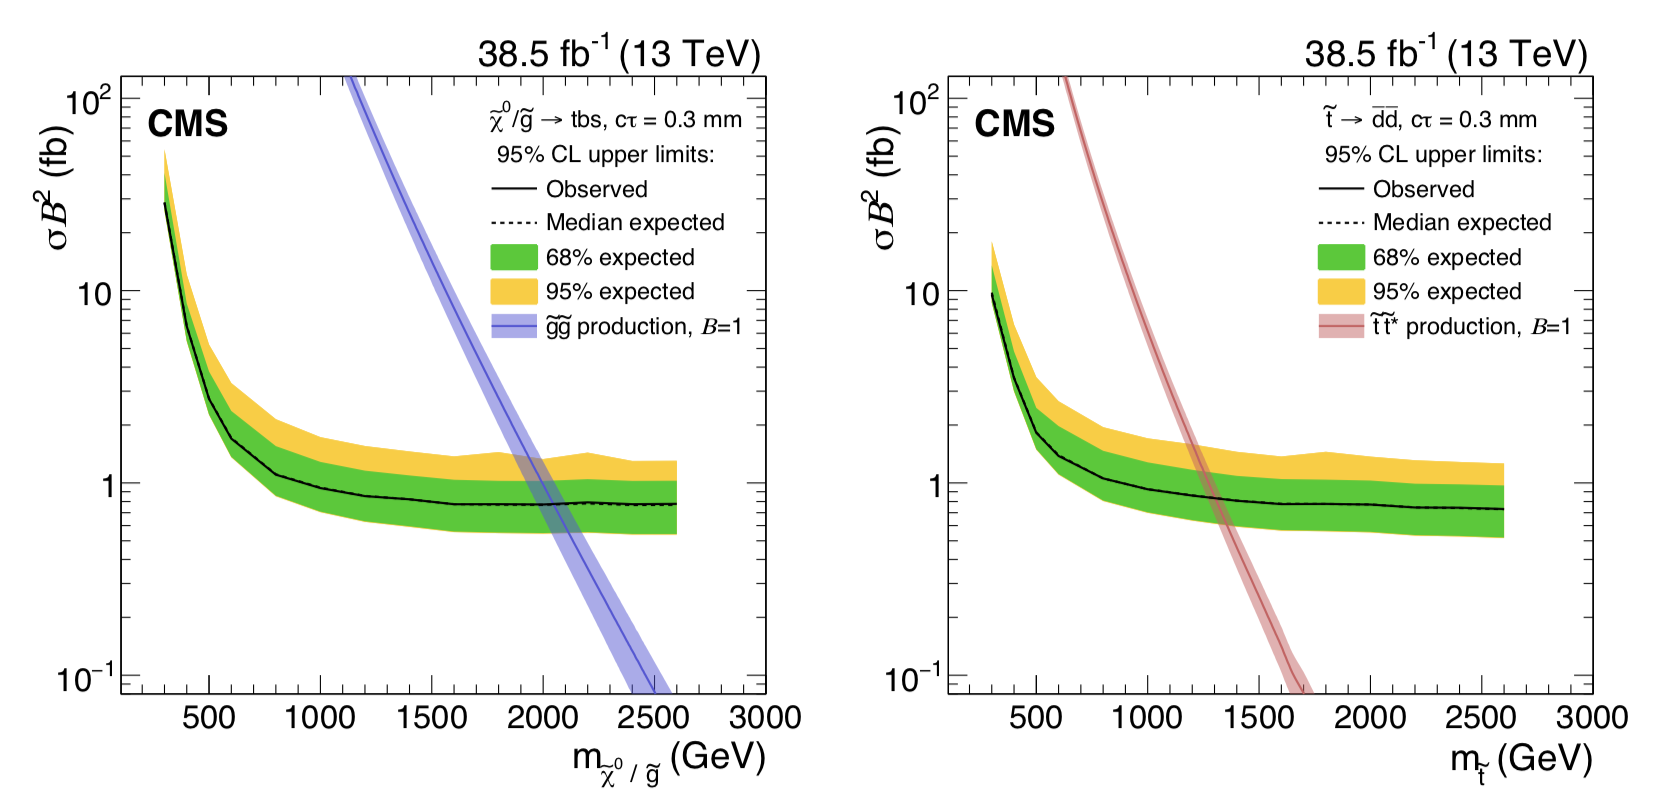 38.5 fb⁻¹ (13 TeV)
CMS
χ̃⁰/g̃ → tbs, cτ = 0.3 mm
95% CL upper limits:
Observed
Median expected
68% expected
95% expected
g̃g̃ production, B=1
σB² (fb)
10²
10
1
10⁻¹
500 1000 1500 2000 2500 3000
m χ̃⁰ / g̃ (GeV)
38.5 fb⁻¹ (13 TeV)
CMS
t̃ → d̄d̄, cτ = 0.3 mm
95% CL upper limits:
Observed
Median expected
68% expected
95% expected
t̃t̃* production, B=1
σB² (fb)
10²
10
1
10⁻¹
500 1000 1500 2000 2500 3000
m t̃ (GeV)